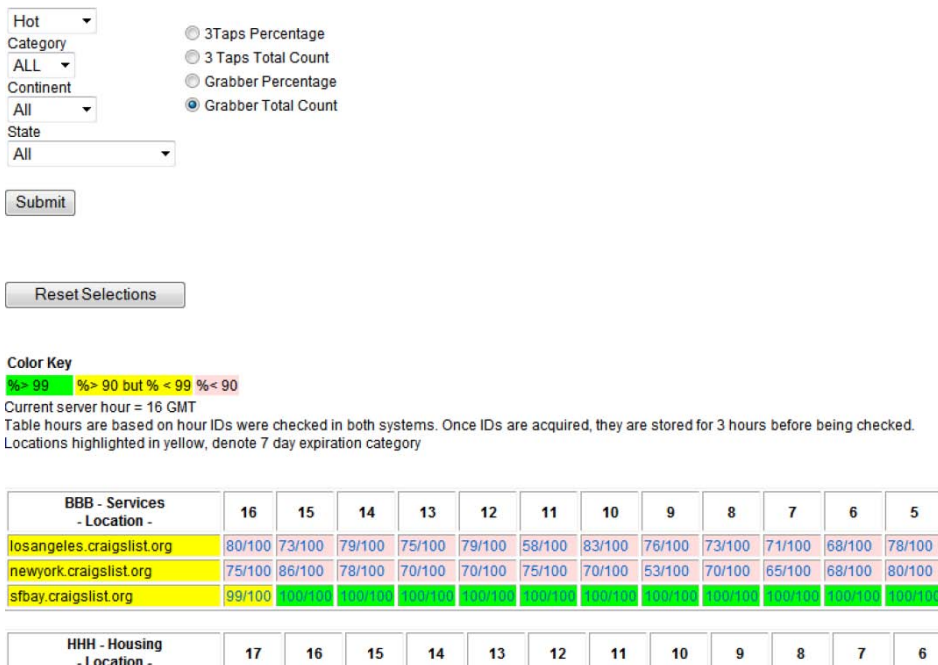 Hot
Category
ALL
Continent
All
State
All
3Taps Percentage
3 Taps Total Count
Grabber Percentage
Grabber Total Count
Submit
Reset Selections
Color Key
%> 99 %> 90 but % < 99 %< 90
Current server hour = 16 GMT
Table hours are based on hour IDs were checked in both systems. Once IDs are acquired, they are stored for 3 hours before being checked.
Locations highlighted in yellow, denote 7 day expiration category
BBB - Services
- Location - 16 15 14 13 12 11 10 9 8 7 6 5
losangeles.craigslist.org 80/100 73/100 79/100 75/100 79/100 58/100 83/100 76/100 73/100 71/100 68/100 78/100
newyork.craigslist.org 75/100 86/100 78/100 70/100 70/100 75/100 70/100 53/100 70/100 65/100 68/100 80/100
sfbay.craigslist.org 99/100 100/100 100/100 100/100 100/100 100/100 100/100 100/100 100/100 100/100 100/100 100/100
HHH - Housing
- Location - 17 16 15 14 13 12 11 10 9 8 7 6